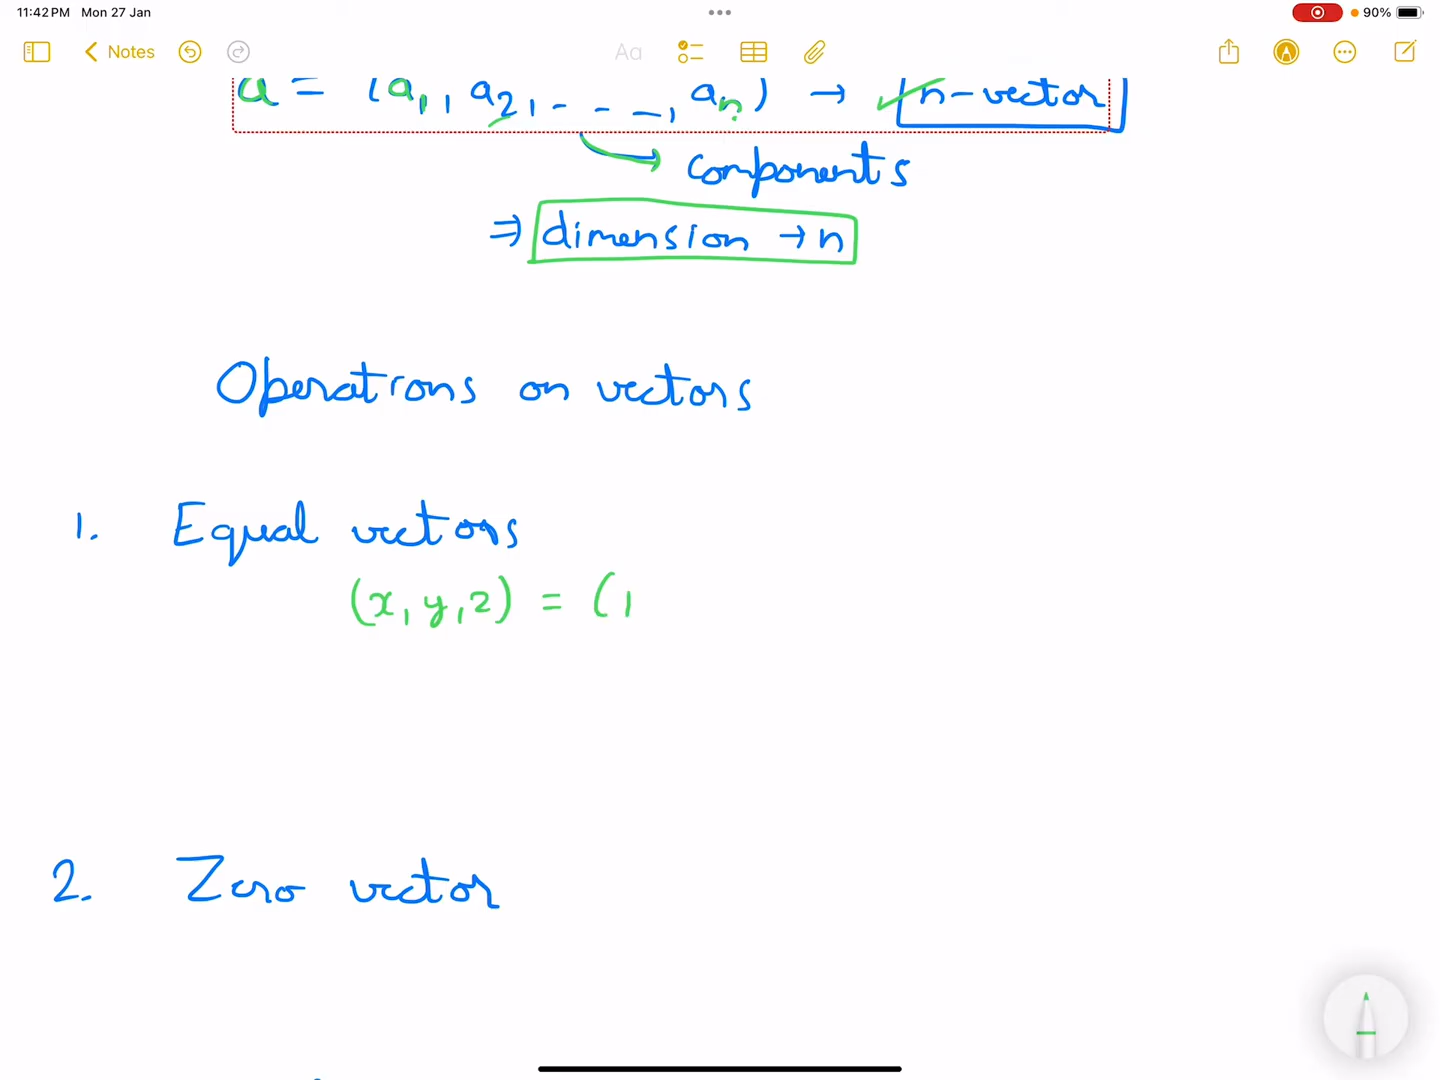 11:42 PM Mon 27 Jan 90%
Notes Aa
a = (a1, a2, - - -, an) → n-vector
components
⇒ dimension → n
Operations on vectors
1. Equal vectors
(x, y, 2) = (1
2. Zero vector